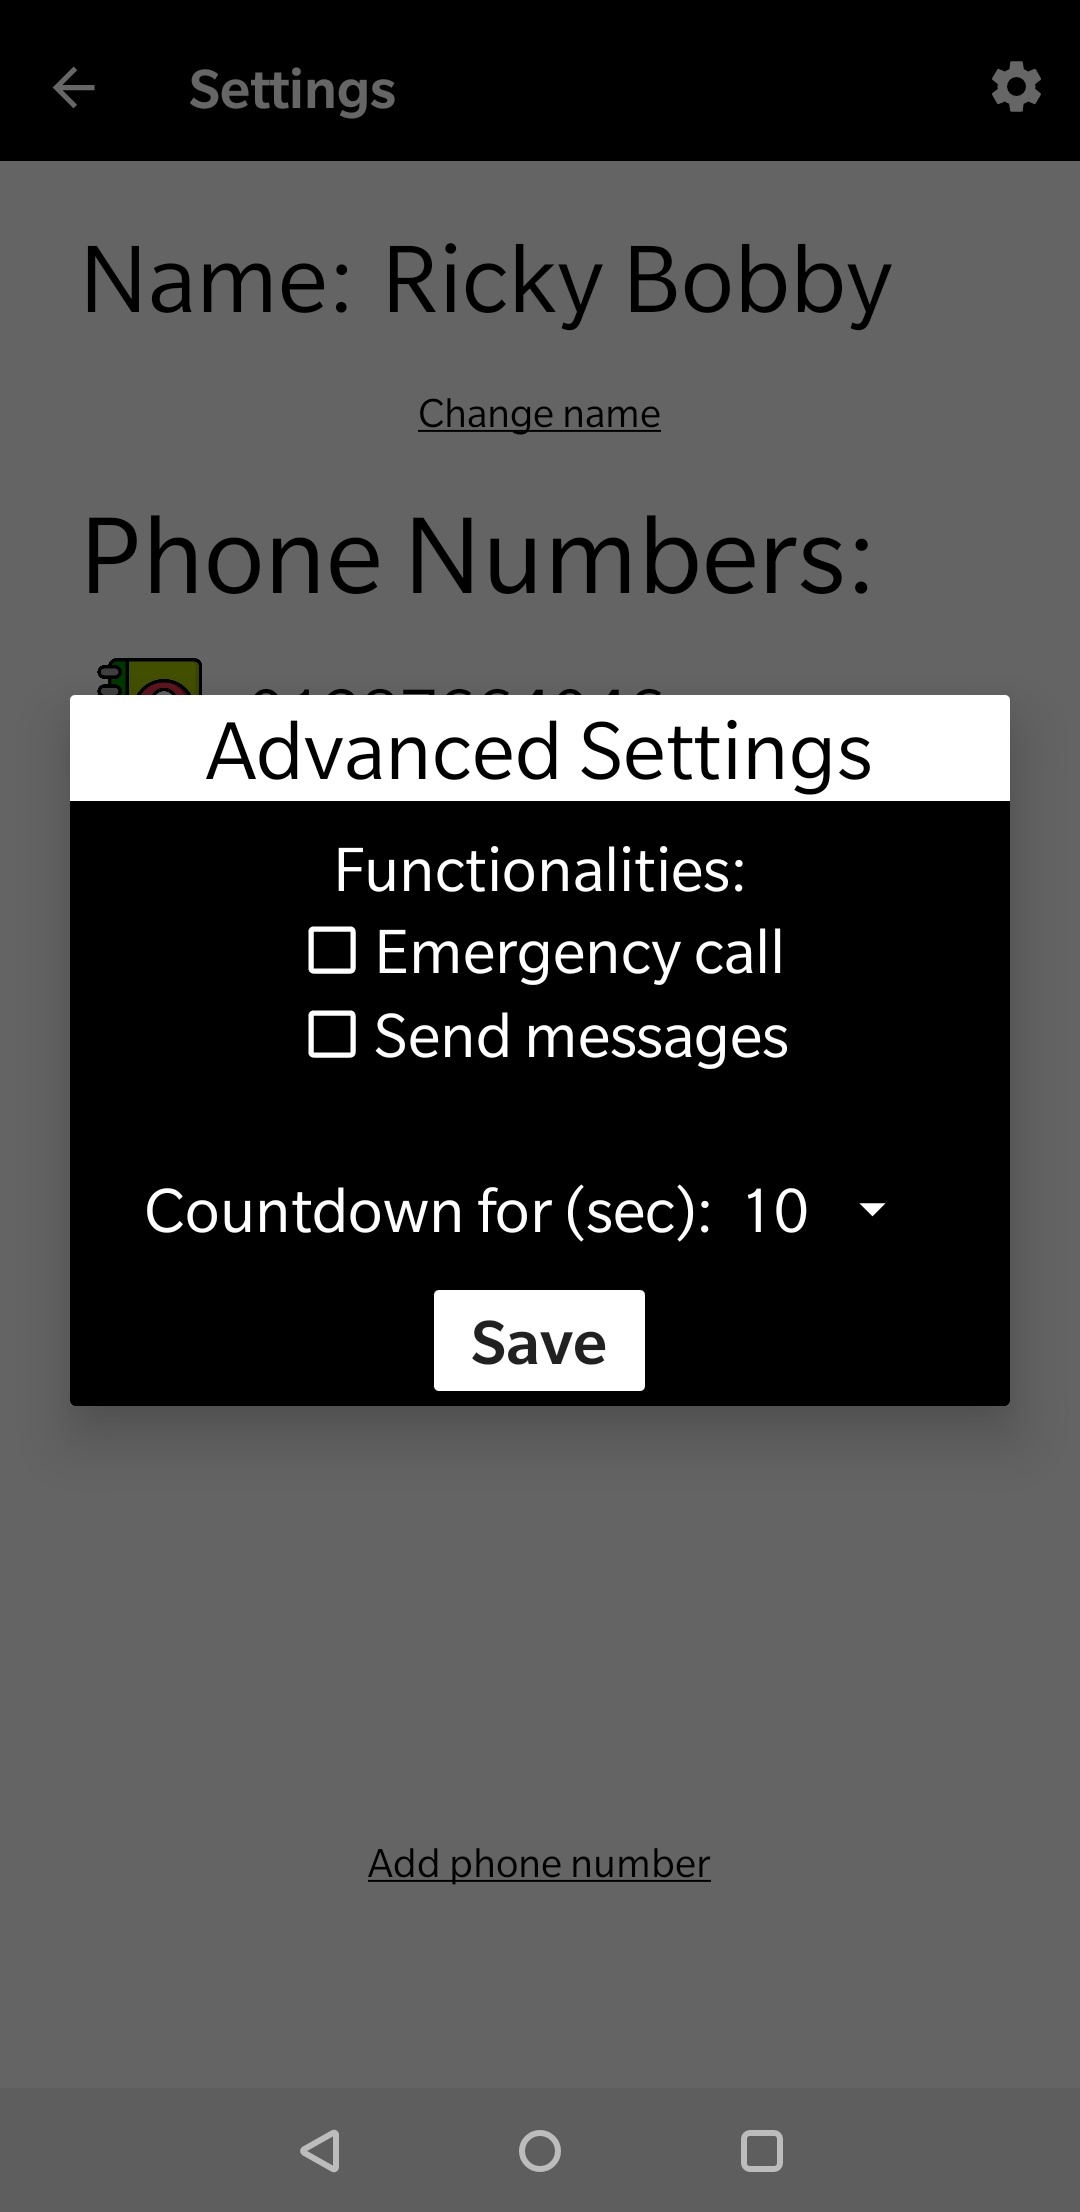 Settings
Name: Ricky Bobby
Change name
Phone Numbers:
Advanced Settings
Functionalities:
Emergency call
Send messages
Countdown for (sec): 10
Save
Add phone number